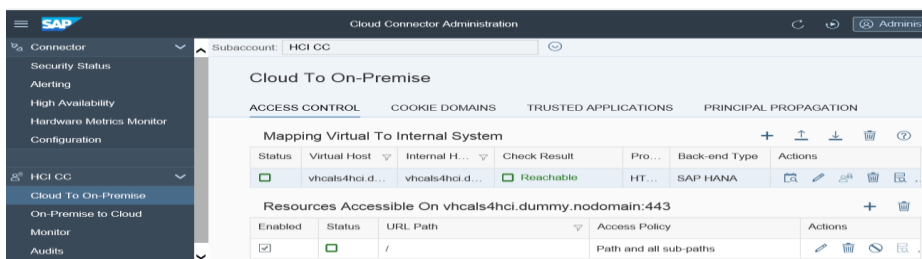 SAP Cloud Connector Administration Adminis
Connector
Subaccount: HCI CC
Security Status
Alerting
High Availability
Hardware Metrics Monitor
Configuration
HCI CC
Cloud To On-Premise
On-Premise to Cloud
Monitor
Audits
Cloud To On-Premise
ACCESS CONTROL COOKIE DOMAINS TRUSTED APPLICATIONS PRINCIPAL PROPAGATION
Mapping Virtual To Internal System
Status Virtual Host Internal H... Check Result Pro... Back-end Type Actions
vhcals4hci.d... vhcals4hci.d... Reachable HT... SAP HANA
Resources Accessible On vhcals4hci.dummy.nodomain:443
Enabled Status URL Path Access Policy Actions
/ Path and all sub-paths